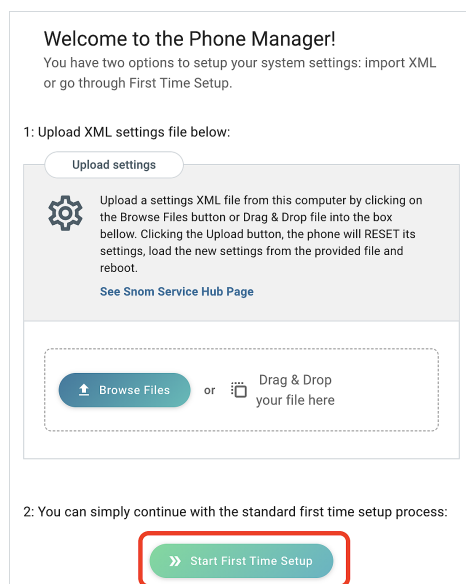 Welcome to the Phone Manager!
You have two options to setup your system settings: import XML
or go through First Time Setup.
1: Upload XML settings file below:
Upload settings
Upload a settings XML file from this computer by clicking on
the Browse Files button or Drag & Drop file into the box
bellow. Clicking the Upload button, the phone will RESET its
settings, load the new settings from the provided file and
reboot.
See Snom Service Hub Page
Browse Files or Drag & Drop
your file here
2: You can simply continue with the standard first time setup process:
Start First Time Setup